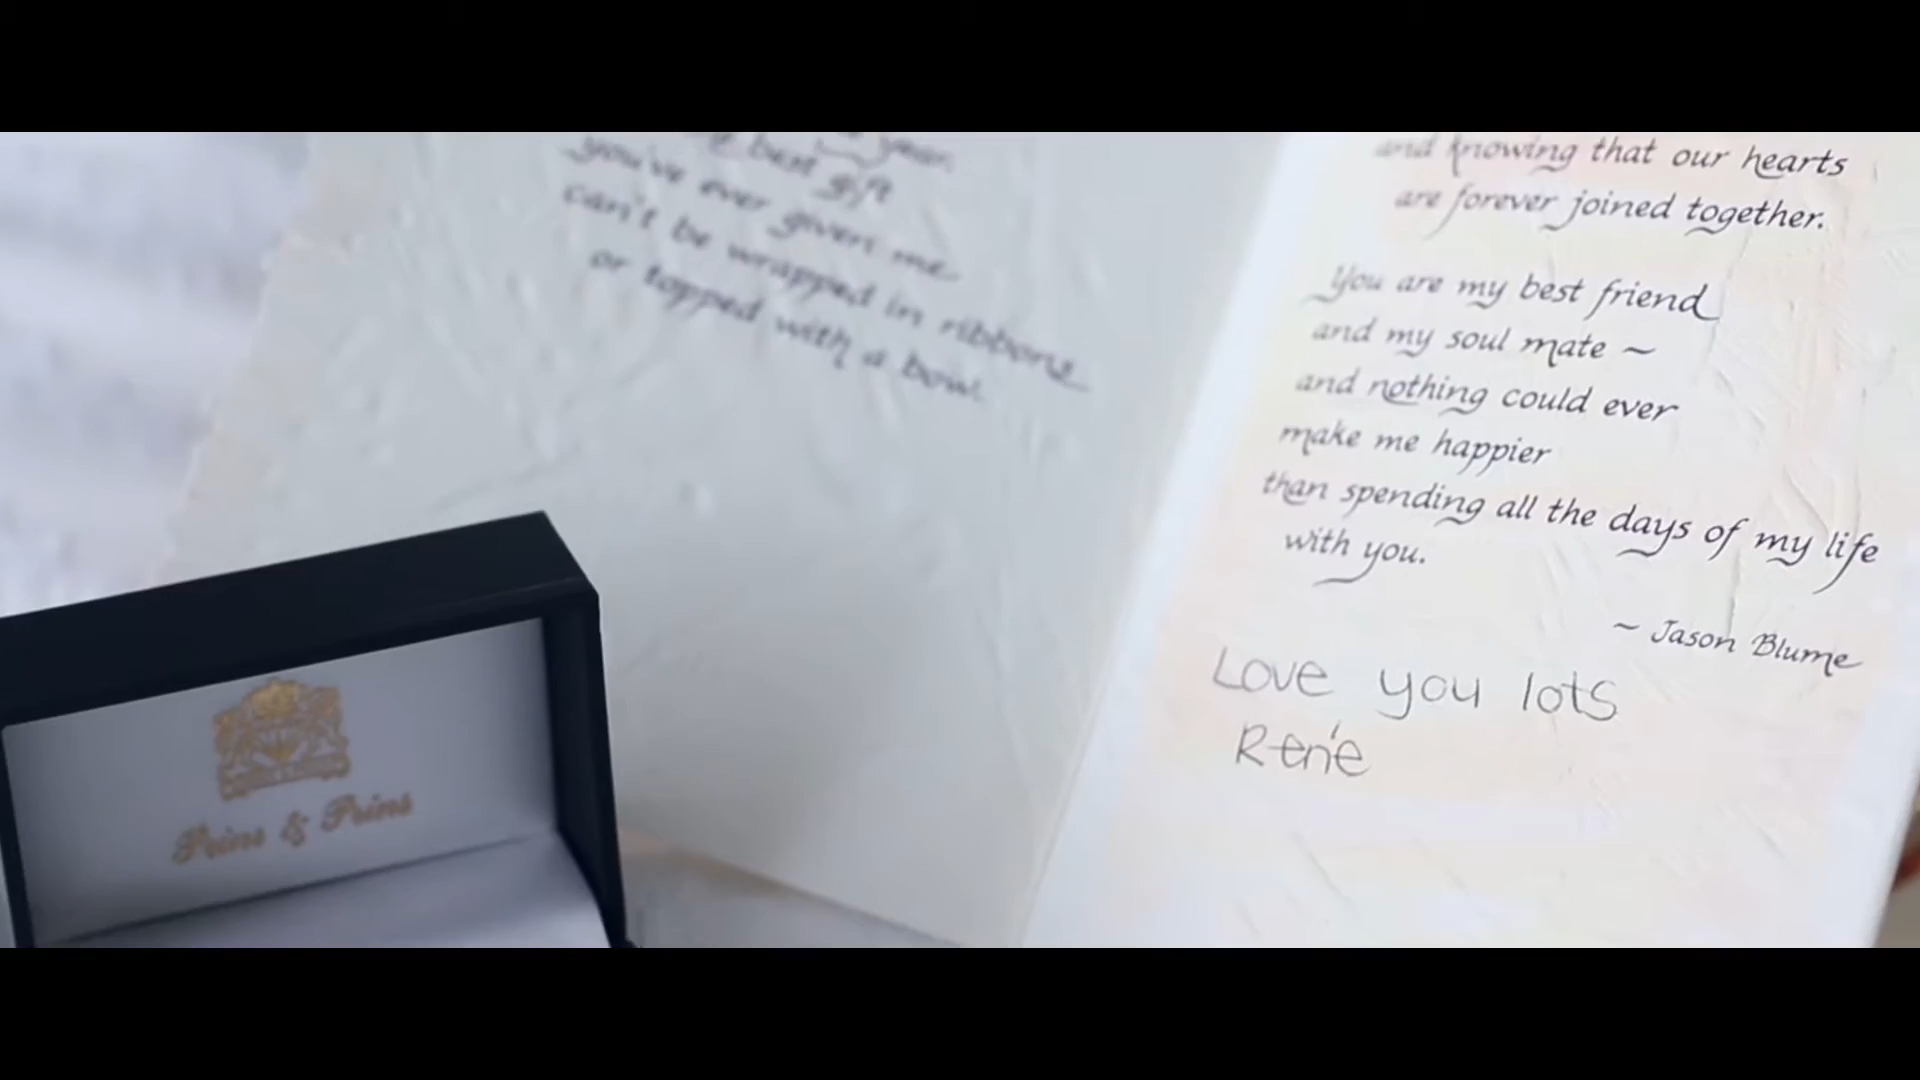 year,
best gift
you've ever given me
can't be wrapped in ribbons
or topped with a bow.
and knowing that our hearts
are forever joined together.
You are my best friend
and my soul mate ~
and nothing could ever
make me happier
than spending all the days of my life
with you.
~ Jason Blume
Love you lots
René
Prins & Prins